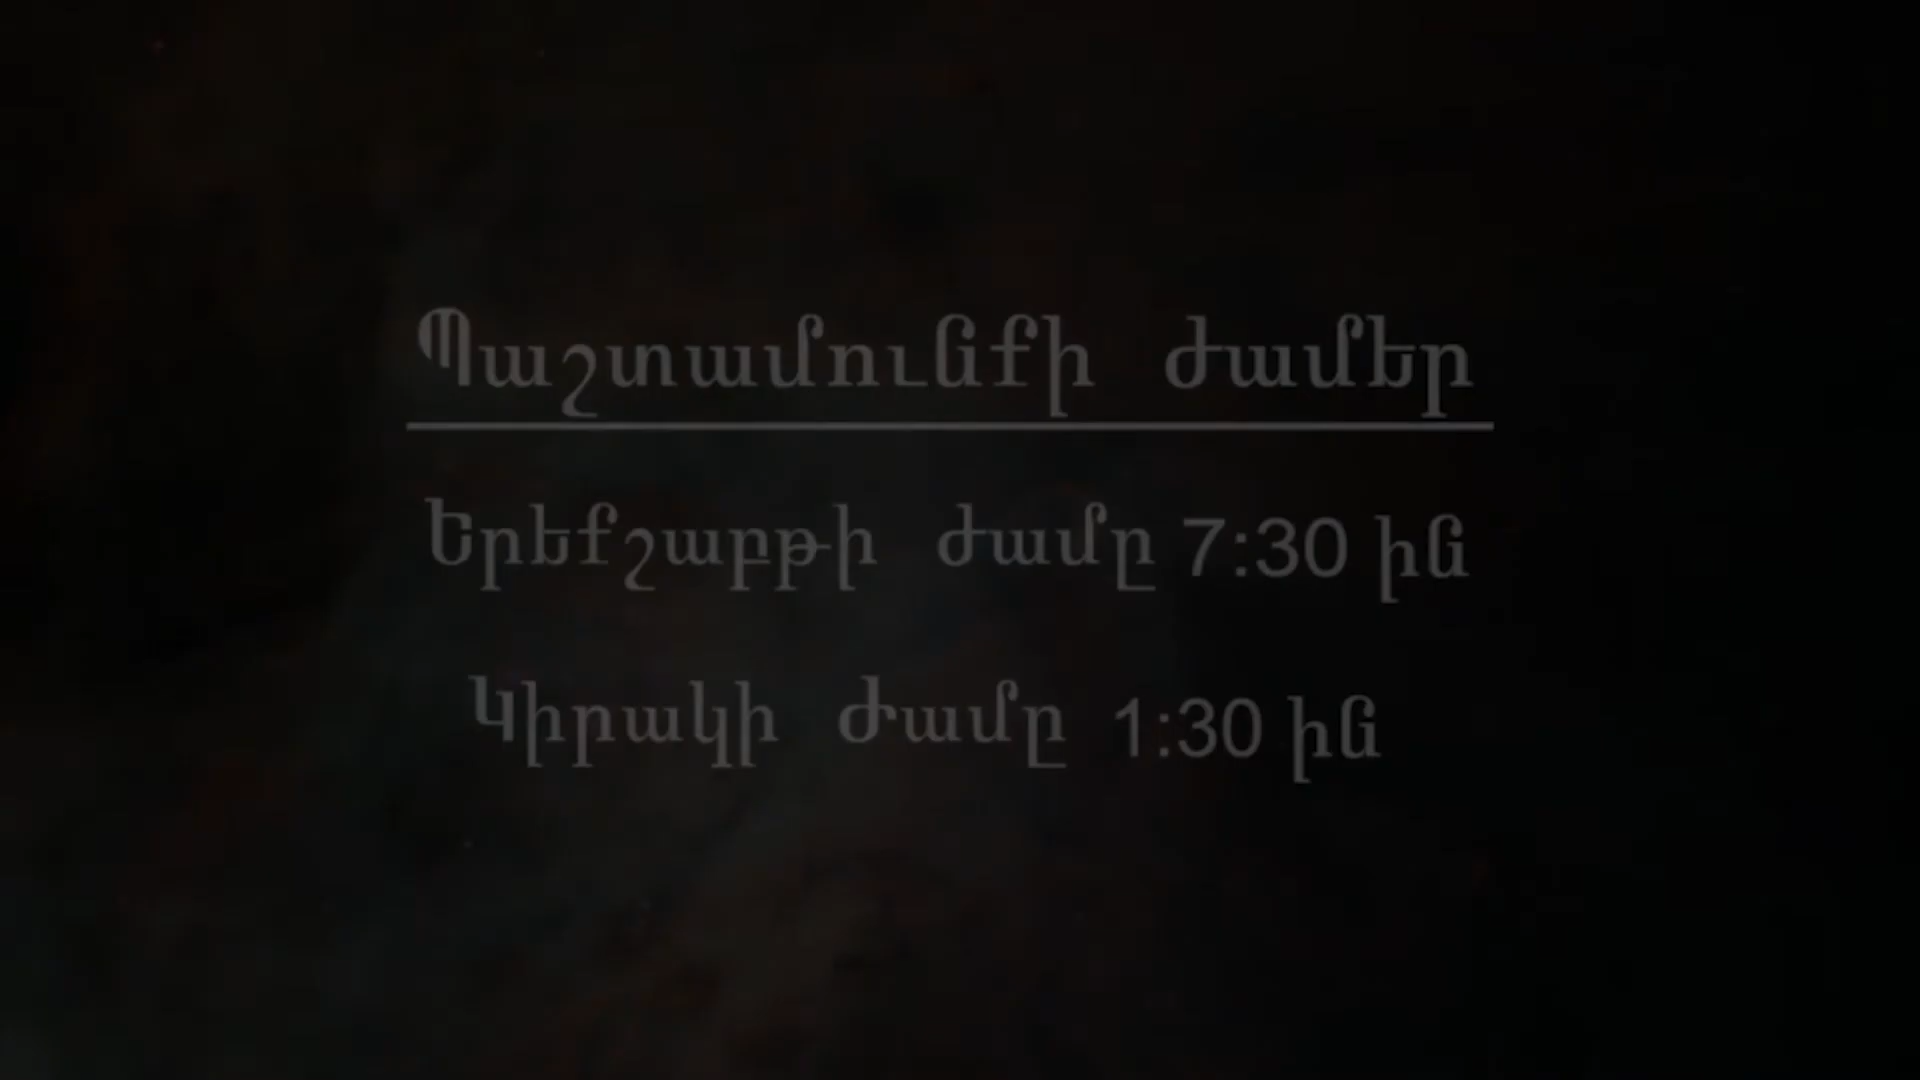 Պաշտամունքի ժամեր
Երեքշաբթի ժամը 7:30 ին
Կիրակի ժամը 1:30 ին